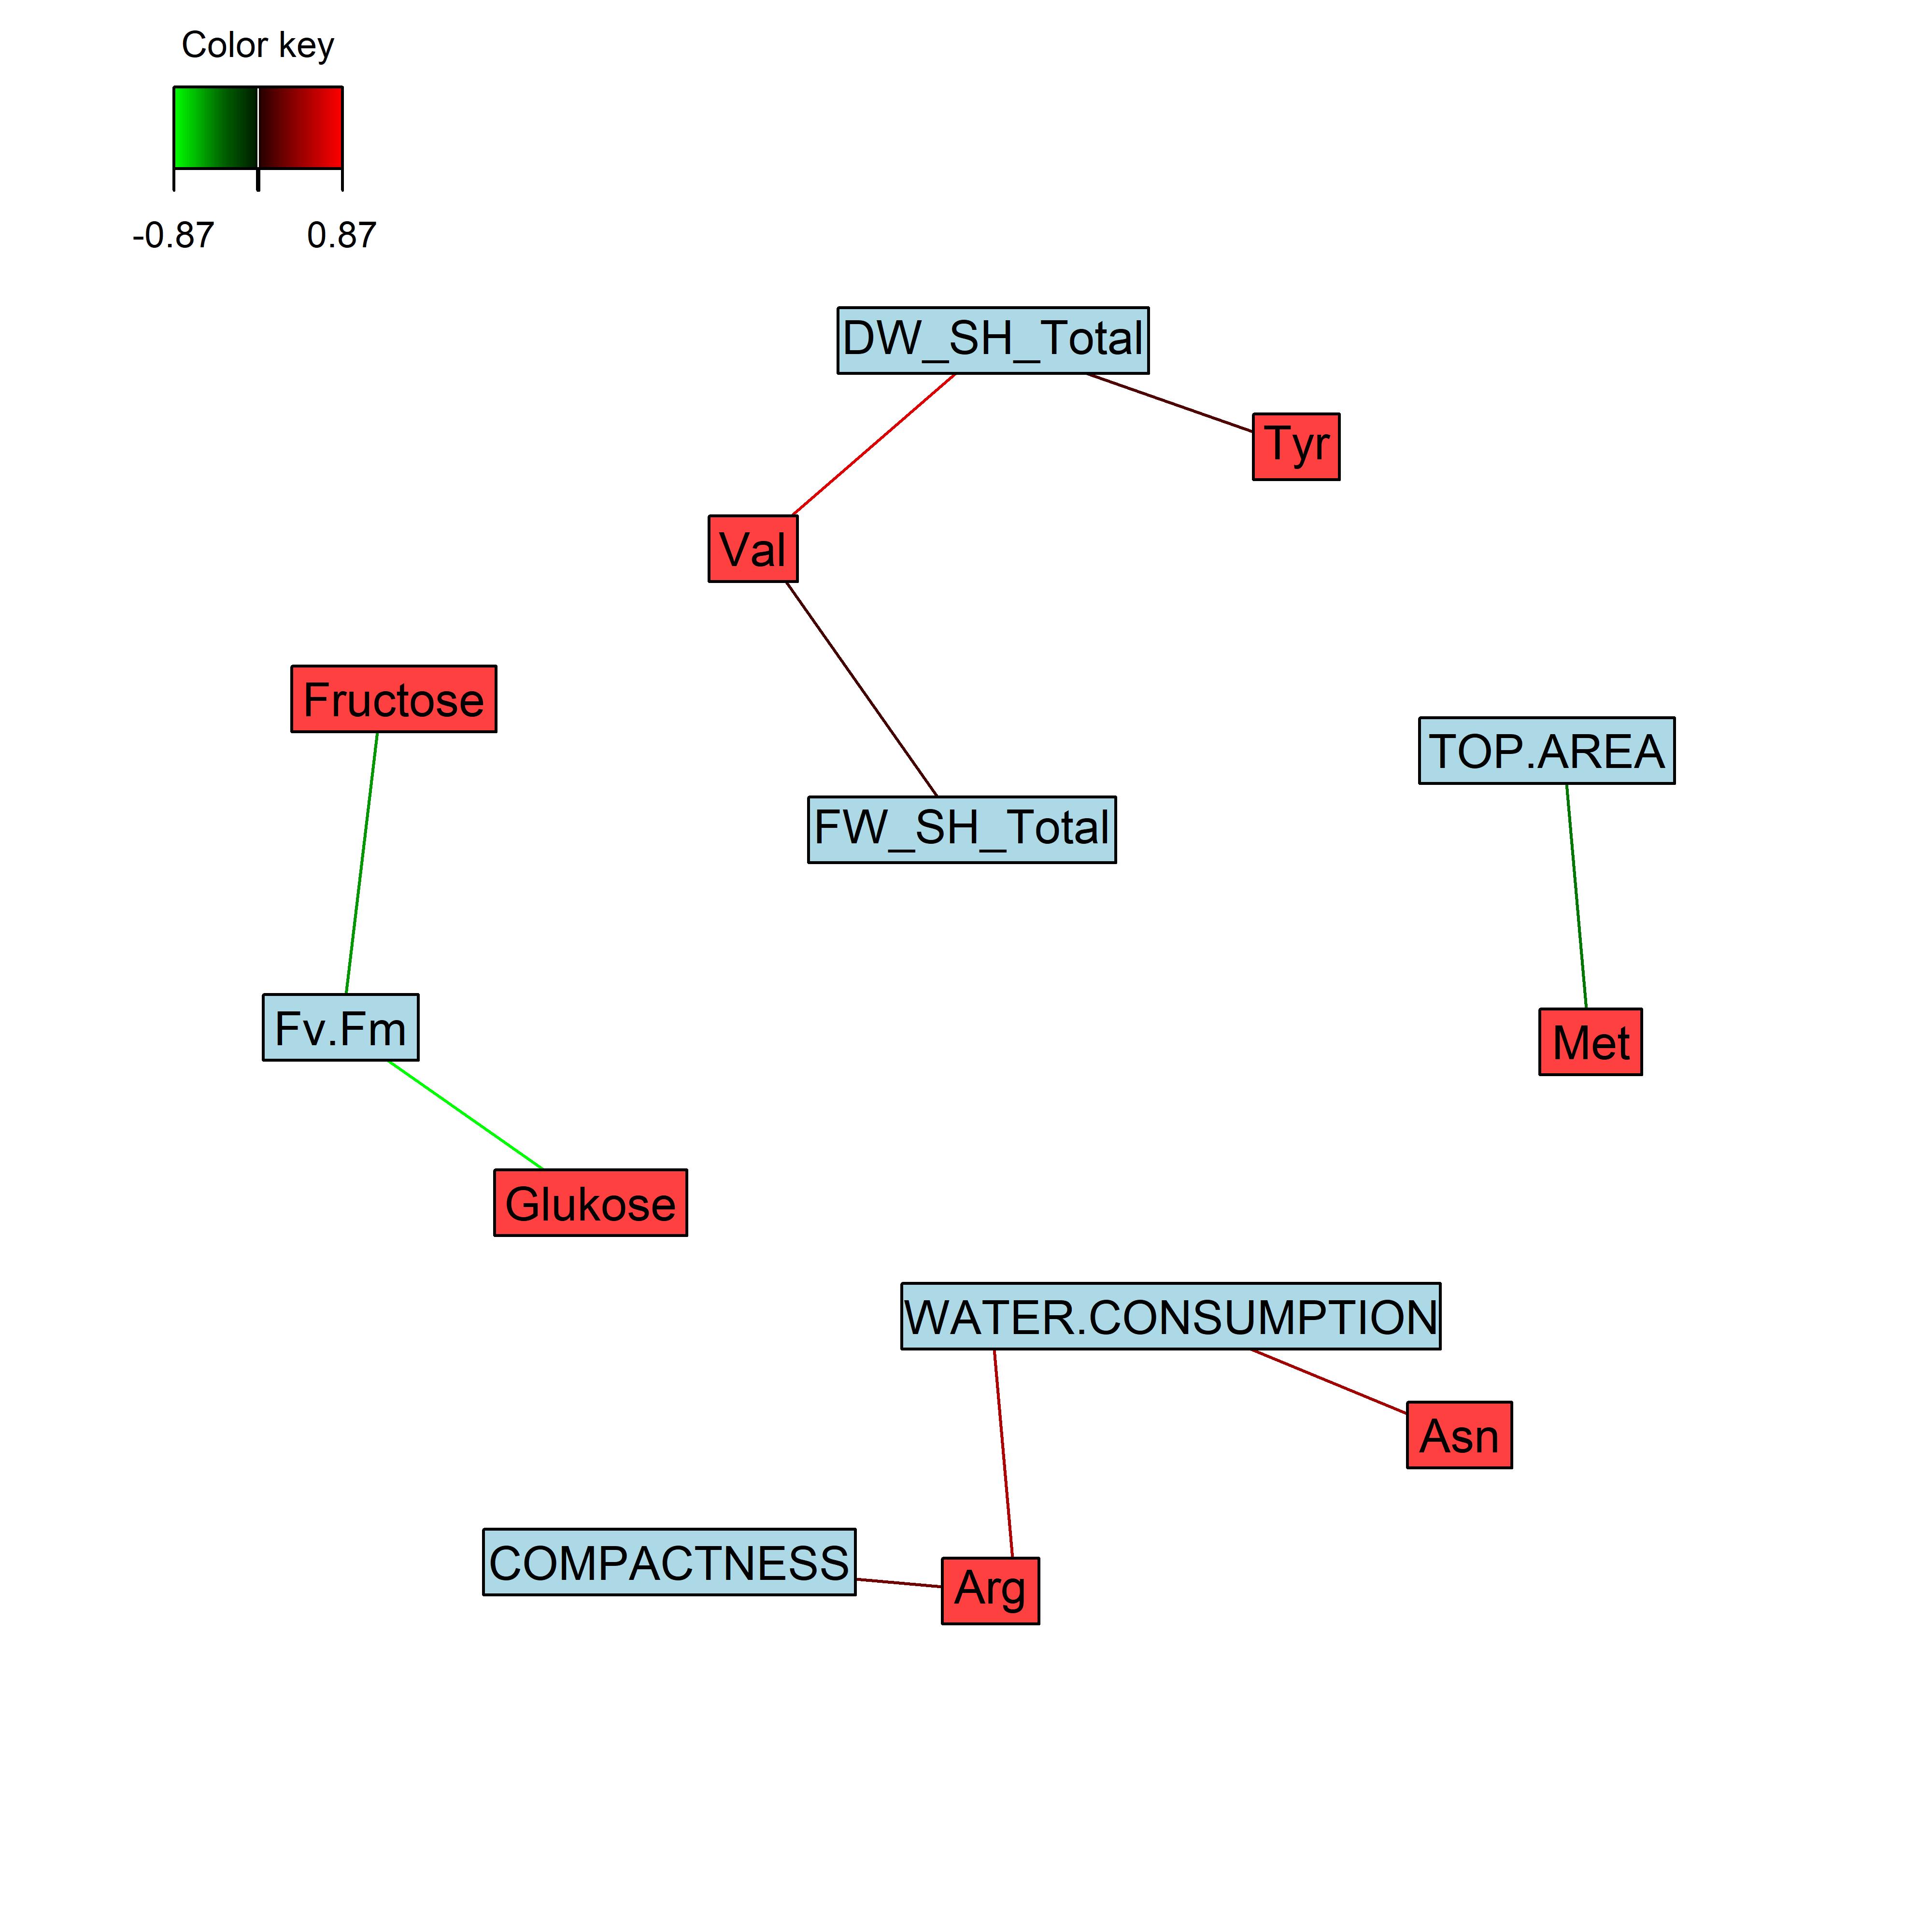 Color key
-0.87 0.87
DW_SH_Total
Tyr
Val
Fructose
TOP.AREA
FW_SH_Total
Fv.Fm
Met
Glukose
WATER.CONSUMPTION
Asn
COMPACTNESS
Arg